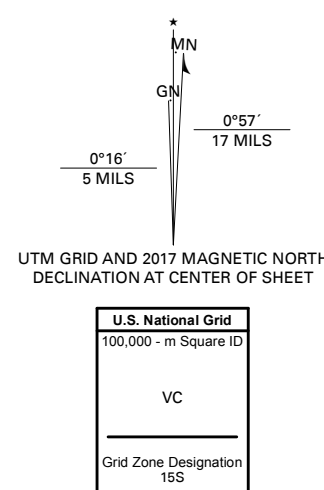 ★
MN
GN
0°57´
17 MILS
0°16´
5 MILS
UTM GRID AND 2017 MAGNETIC NORTH
DECLINATION AT CENTER OF SHEET
U.S. National Grid
100,000 - m Square ID
VC
Grid Zone Designation
15S